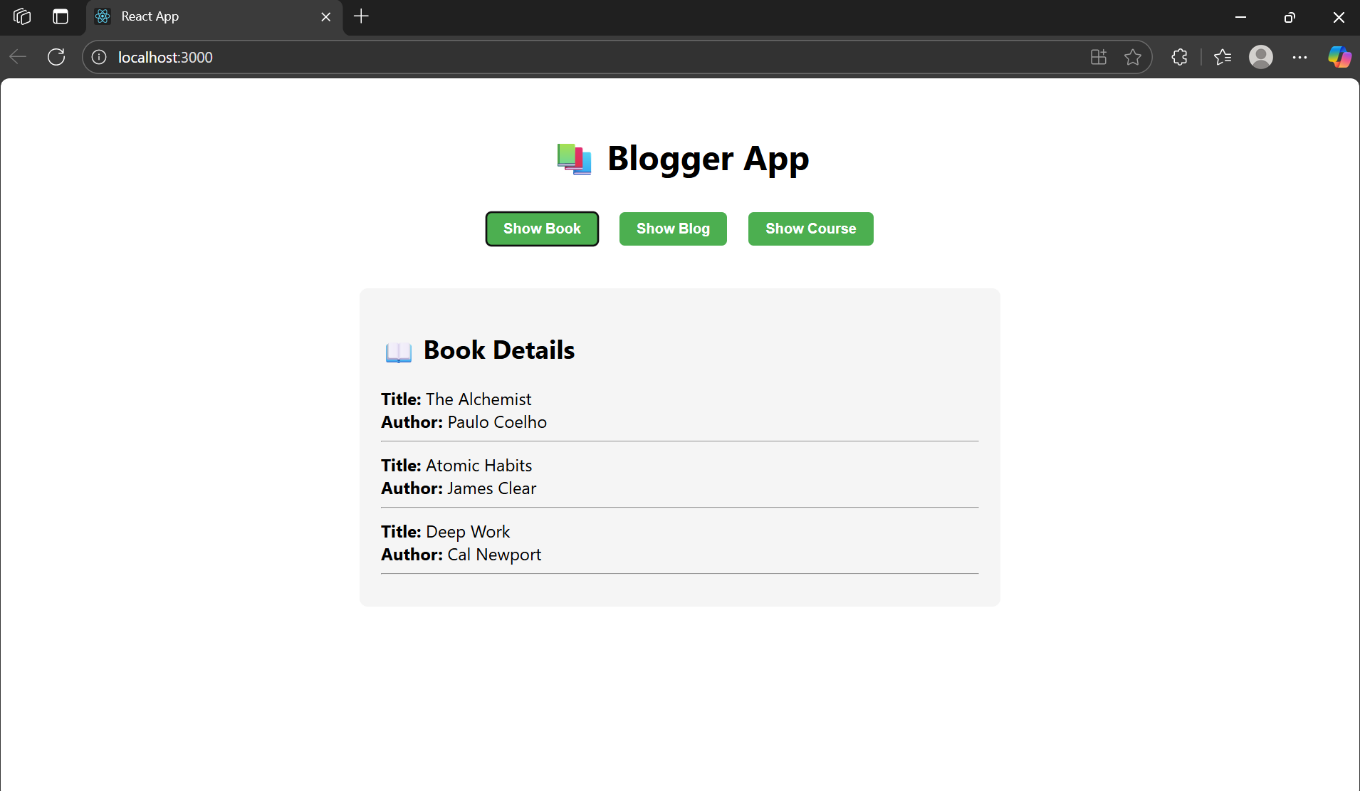 React App
localhost:3000
Blogger App
Show Book Show Blog Show Course
Book Details
Title: The Alchemist
Author: Paulo Coelho
Title: Atomic Habits
Author: James Clear
Title: Deep Work
Author: Cal Newport